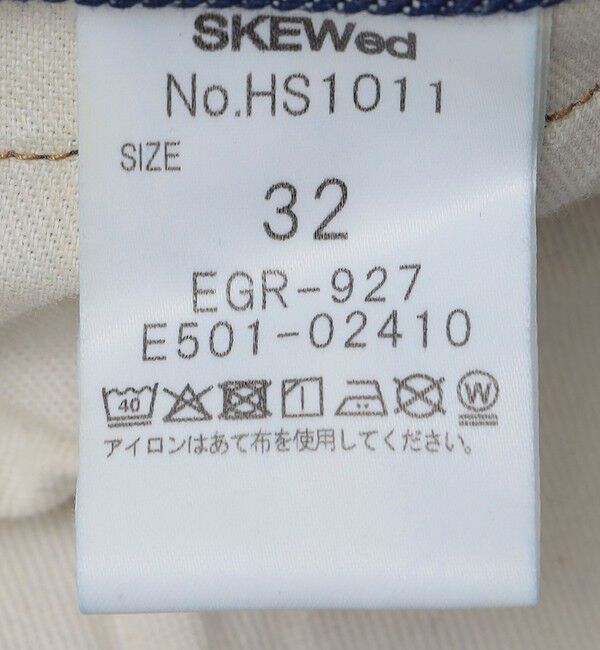 SKEWed
No.HS1011
SIZE
32
EGR-927
E501-02410
40 W
アイロンはあて布を使用してください。